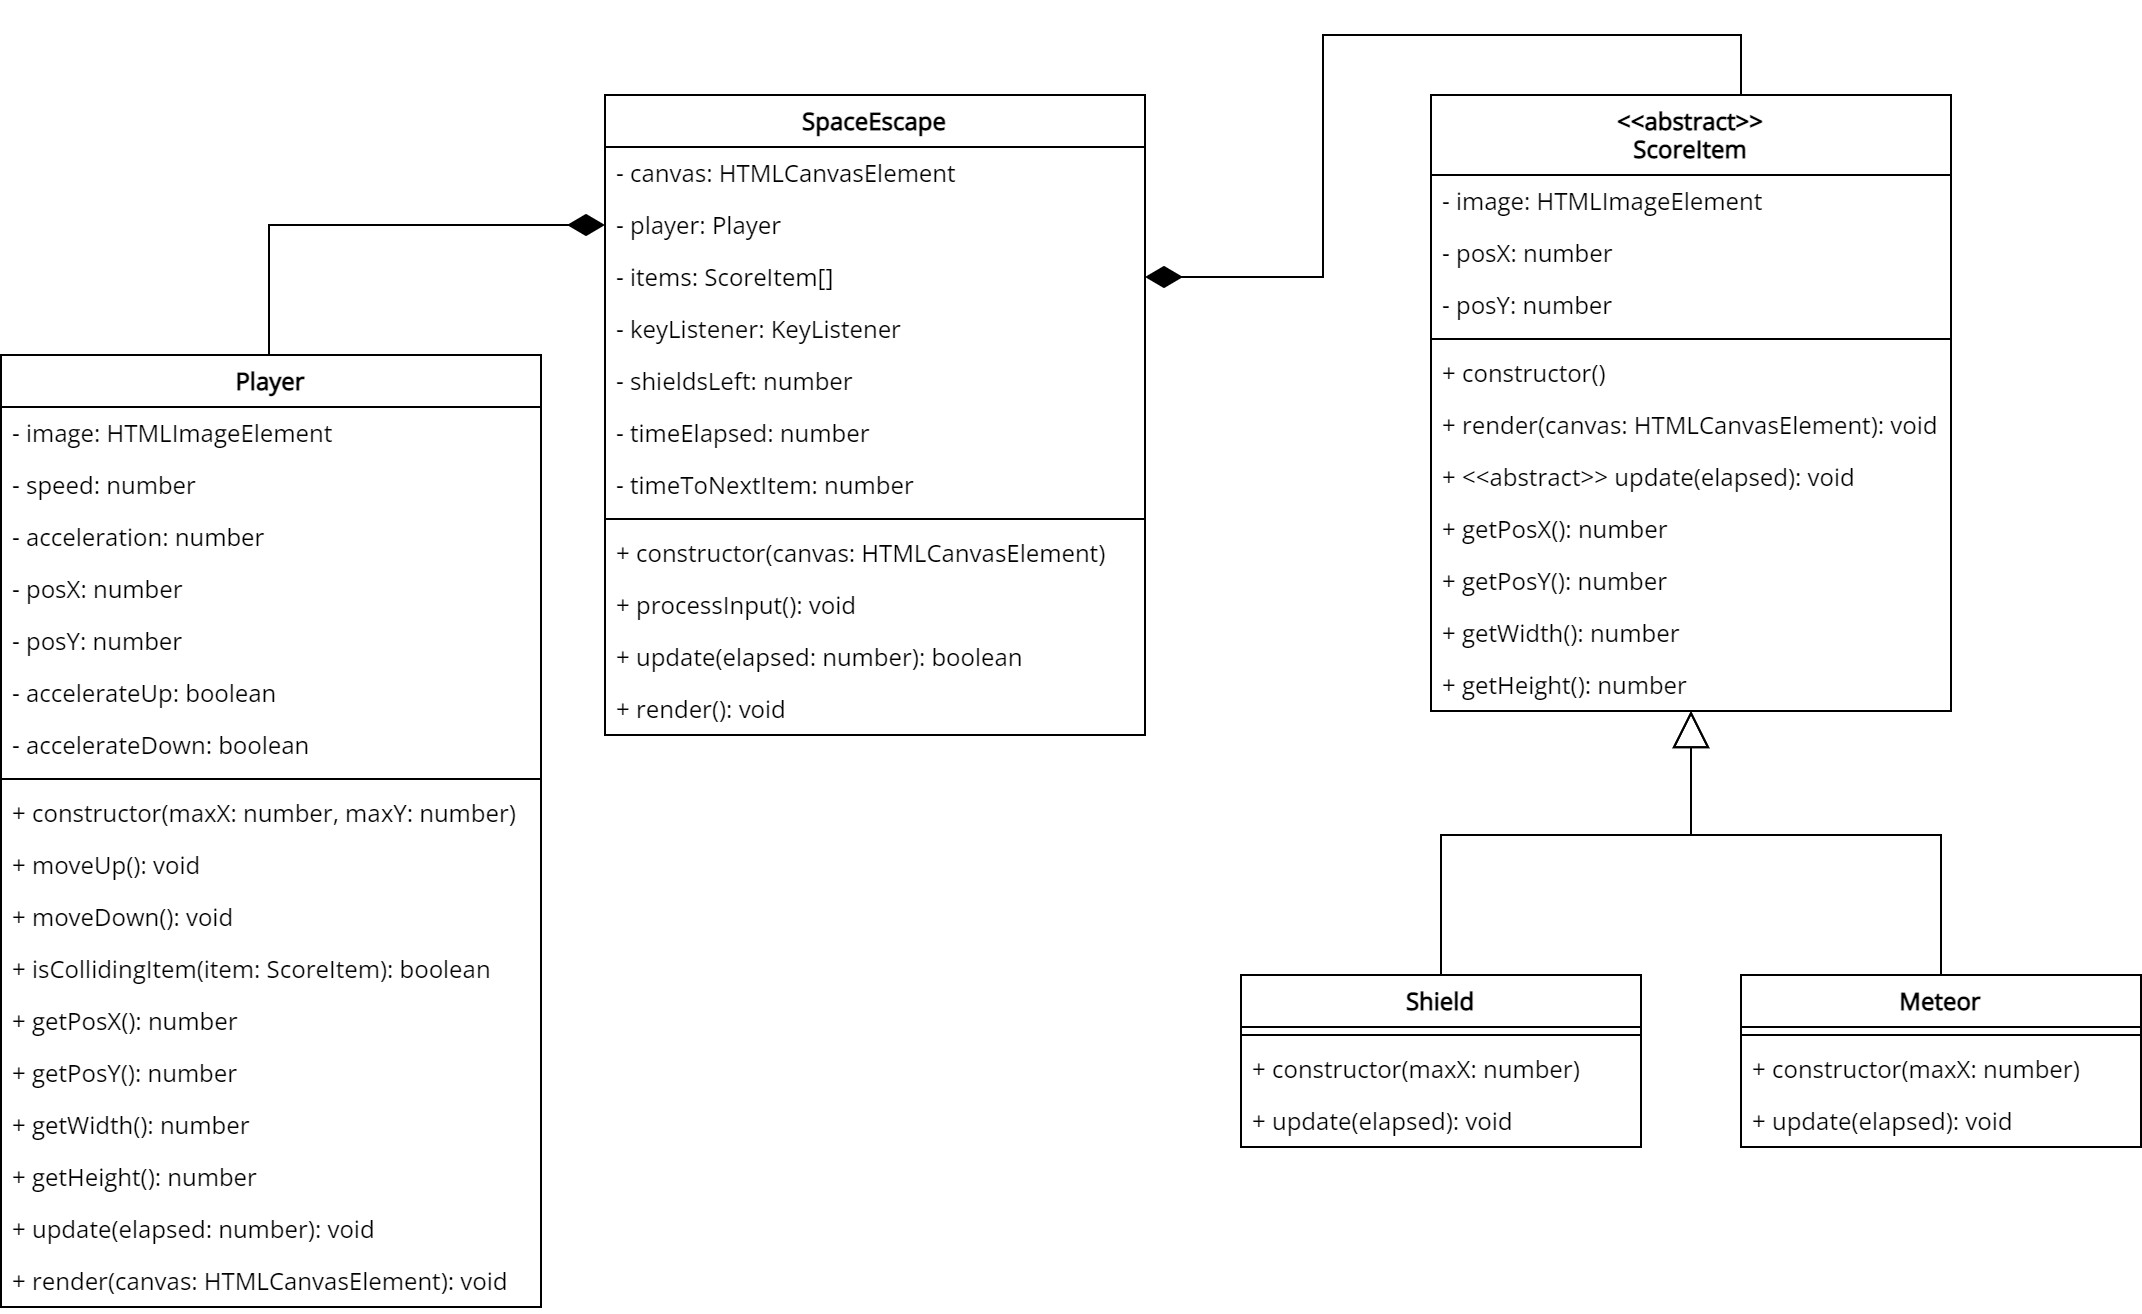 SpaceEscape
- canvas: HTMLCanvasElement
- player: Player
- items: ScoreItem[]
- keyListener: KeyListener
- shieldsLeft: number
- timeElapsed: number
- timeToNextItem: number
+ constructor(canvas: HTMLCanvasElement)
+ processInput(): void
+ update(elapsed: number): boolean
+ render(): void
<<abstract>>
ScoreItem
- image: HTMLImageElement
- posX: number
- posY: number
+ constructor()
+ render(canvas: HTMLCanvasElement): void
+ <<abstract>> update(elapsed): void
+ getPosX(): number
+ getPosY(): number
+ getWidth(): number
+ getHeight(): number
Player
- image: HTMLImageElement
- speed: number
- acceleration: number
- posX: number
- posY: number
- accelerateUp: boolean
- accelerateDown: boolean
+ constructor(maxX: number, maxY: number)
+ moveUp(): void
+ moveDown(): void
+ isCollidingItem(item: ScoreItem): boolean
+ getPosX(): number
+ getPosY(): number
+ getWidth(): number
+ getHeight(): number
+ update(elapsed: number): void
+ render(canvas: HTMLCanvasElement): void
Shield
+ constructor(maxX: number)
+ update(elapsed): void
Meteor
+ constructor(maxX: number)
+ update(elapsed): void